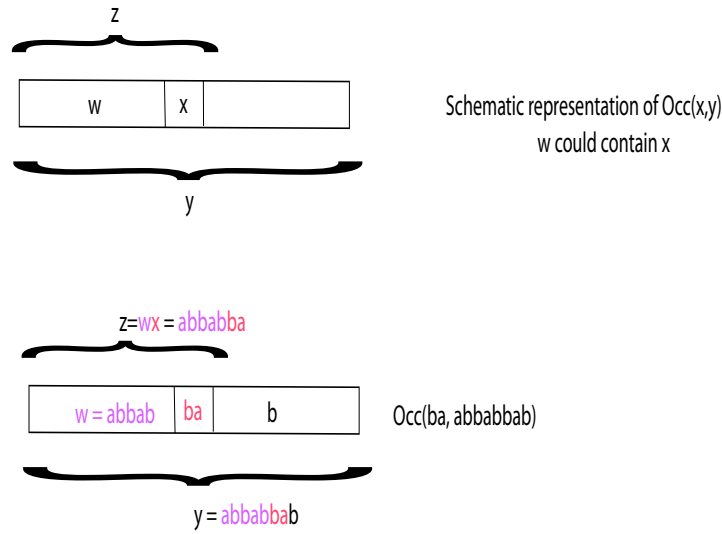 z
w x
Schematic representation of Occ(x,y)
w could contain x
y
z=wx = abbabba
w = abbab ba b
Occ(ba, abbabbab)
y = abbabbab